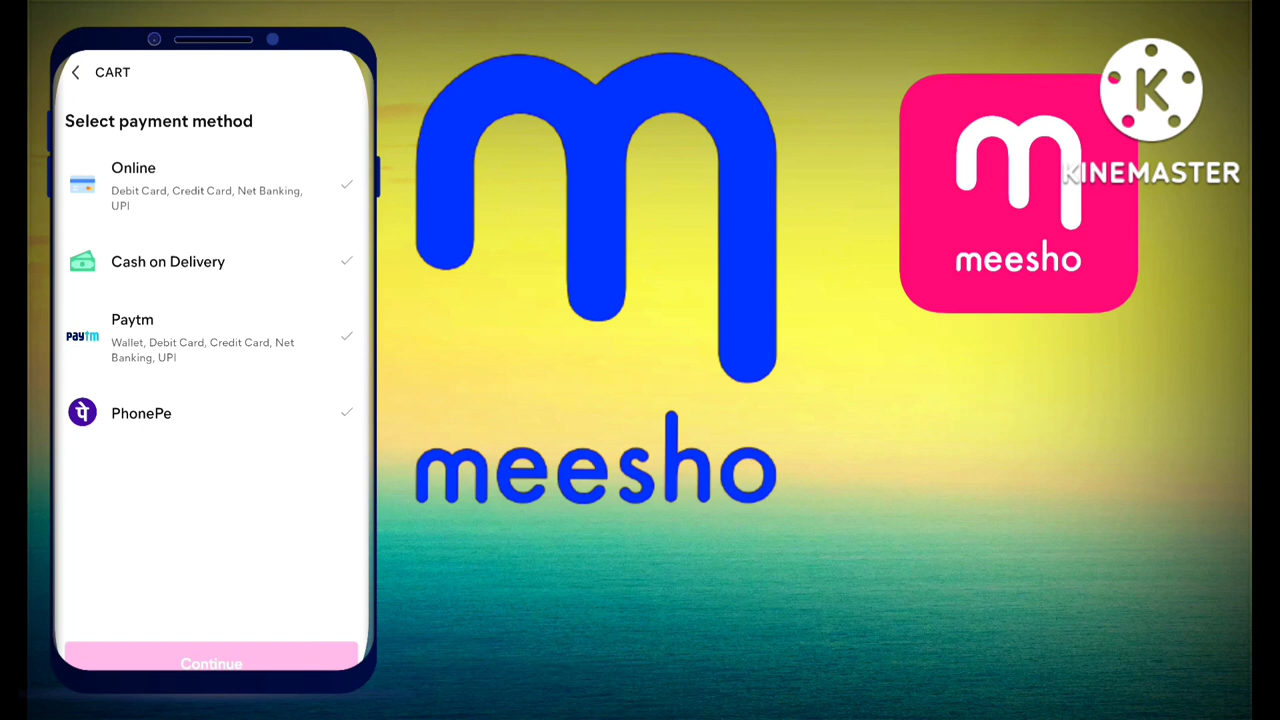 CART
Select payment method
Online
Debit Card, Credit Card, Net Banking,
UPI
Cash on Delivery
Paytm
paytm
Wallet, Debit Card, Credit Card, Net
Banking, UPI
पे
PhonePe
Continue
m
meesho
m
meesho
K
KINEMASTER